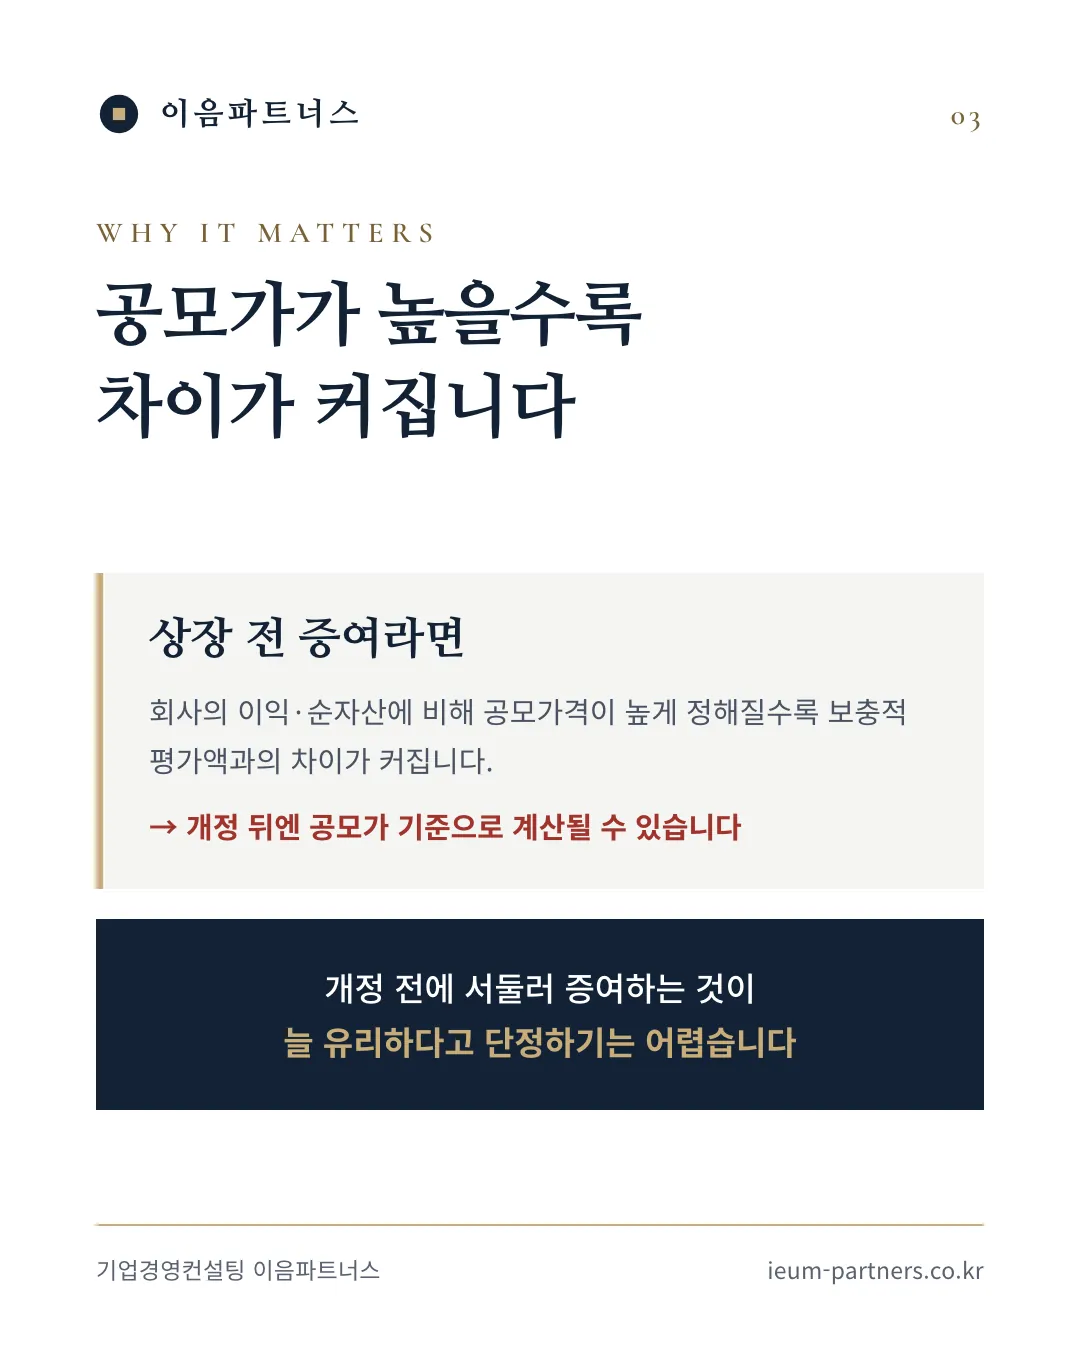 이음파트너스
03
WHY IT MATTERS
공모가가 높을수록
차이가 커집니다
상장 전 증여라면
회사의 이익·순자산에 비해 공모가격이 높게 정해질수록 보충적
평가액과의 차이가 커집니다.
→ 개정 뒤엔 공모가 기준으로 계산될 수 있습니다
개정 전에 서둘러 증여하는 것이
늘 유리하다고 단정하기는 어렵습니다
기업경영컨설팅 이음파트너스
ieum-partners.co.kr